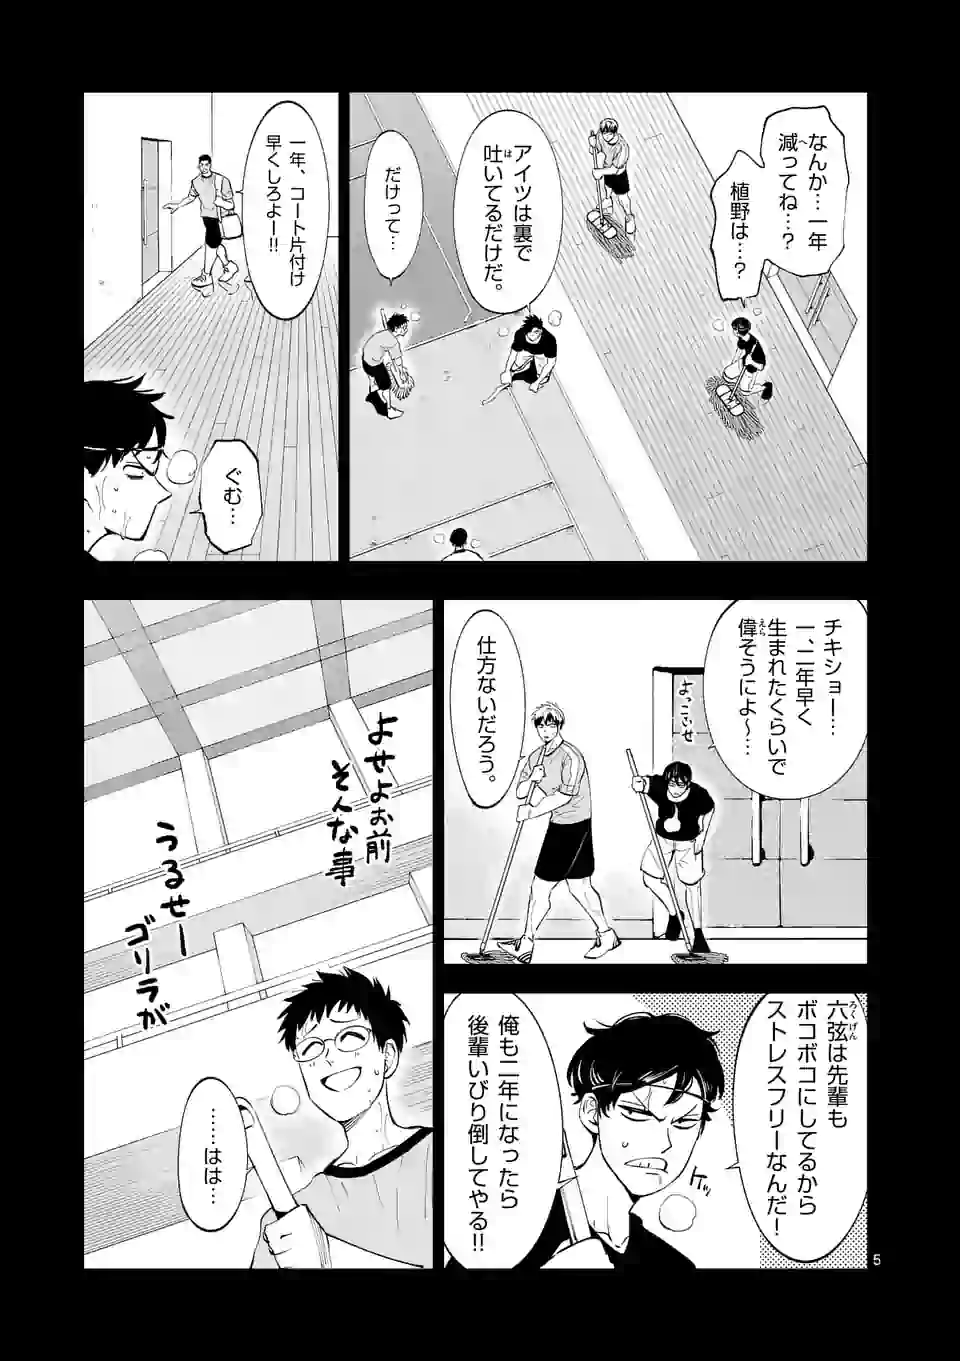 なんか…一年
減ってね…?
植野は…?
アイツは裏で
吐いてるだけだ。
だけって…
一年、コート片付け
早くしろよー!!
ぐむ…
チキショー…
一、二年早く
生まれたくらいで
偉そうによ〜…
よっこいせ
仕方ないだろう。
六弦は先輩も
ボコボコにしてるから
ストレスフリーなんだ!
ケッ
俺も二年になったら
後輩いびり倒してやる!!
よせよお前
そんな事
うるせー
ゴリラが
……はは…
5